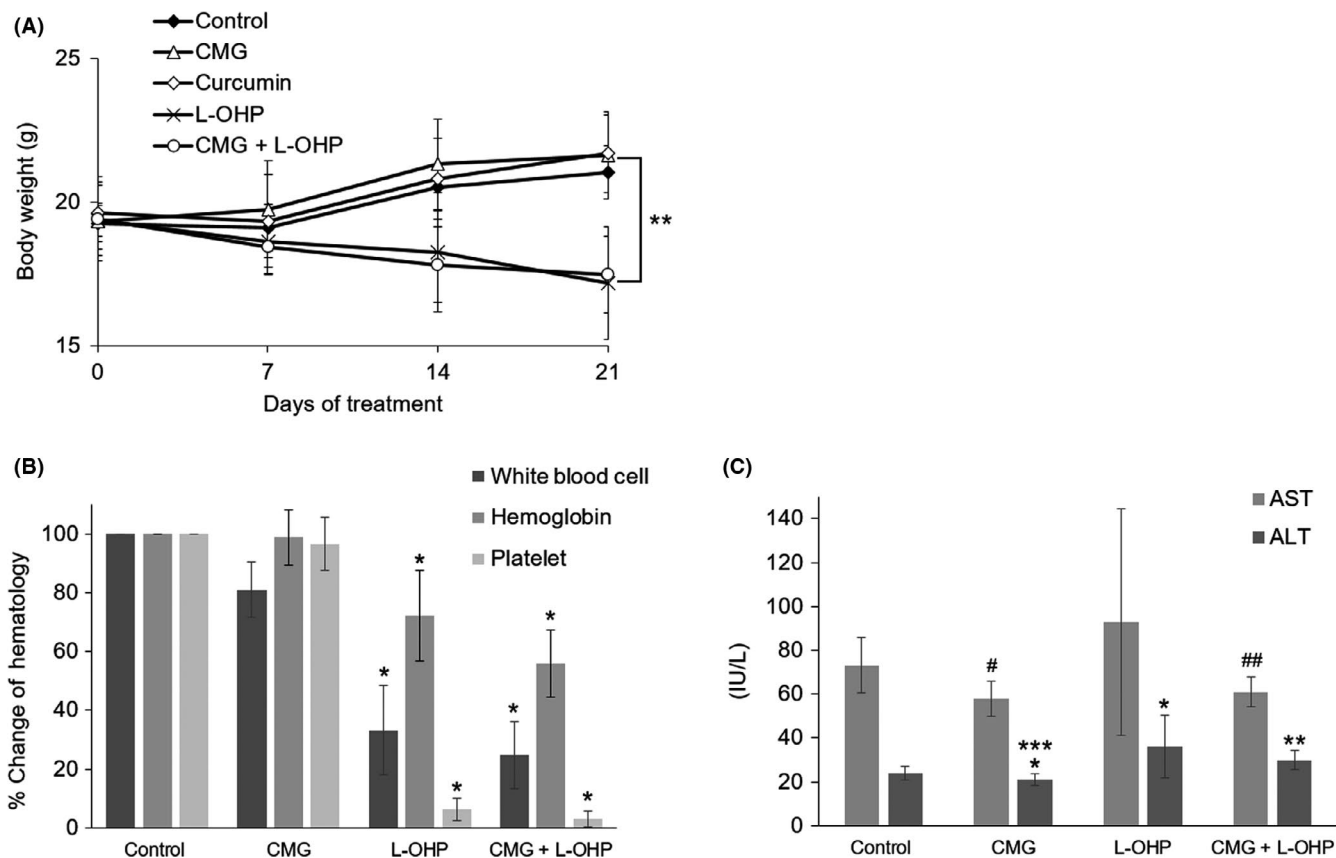 (A)
Control
CMG
Curcumin
L-OHP
CMG + L-OHP
Body weight (g)
25
20
15
**
0 7 14 21
Days of treatment
(B)
White blood cell
Hemoglobin
Platelet
% Change of hematology
100
80
60
40
20
0
* * *
* * *
Control CMG L-OHP CMG + L-OHP
(C)
AST
ALT
(IU/L)
140
120
100
80
60
40
20
0
#
***
*
*
##
**
Control CMG L-OHP CMG + L-OHP